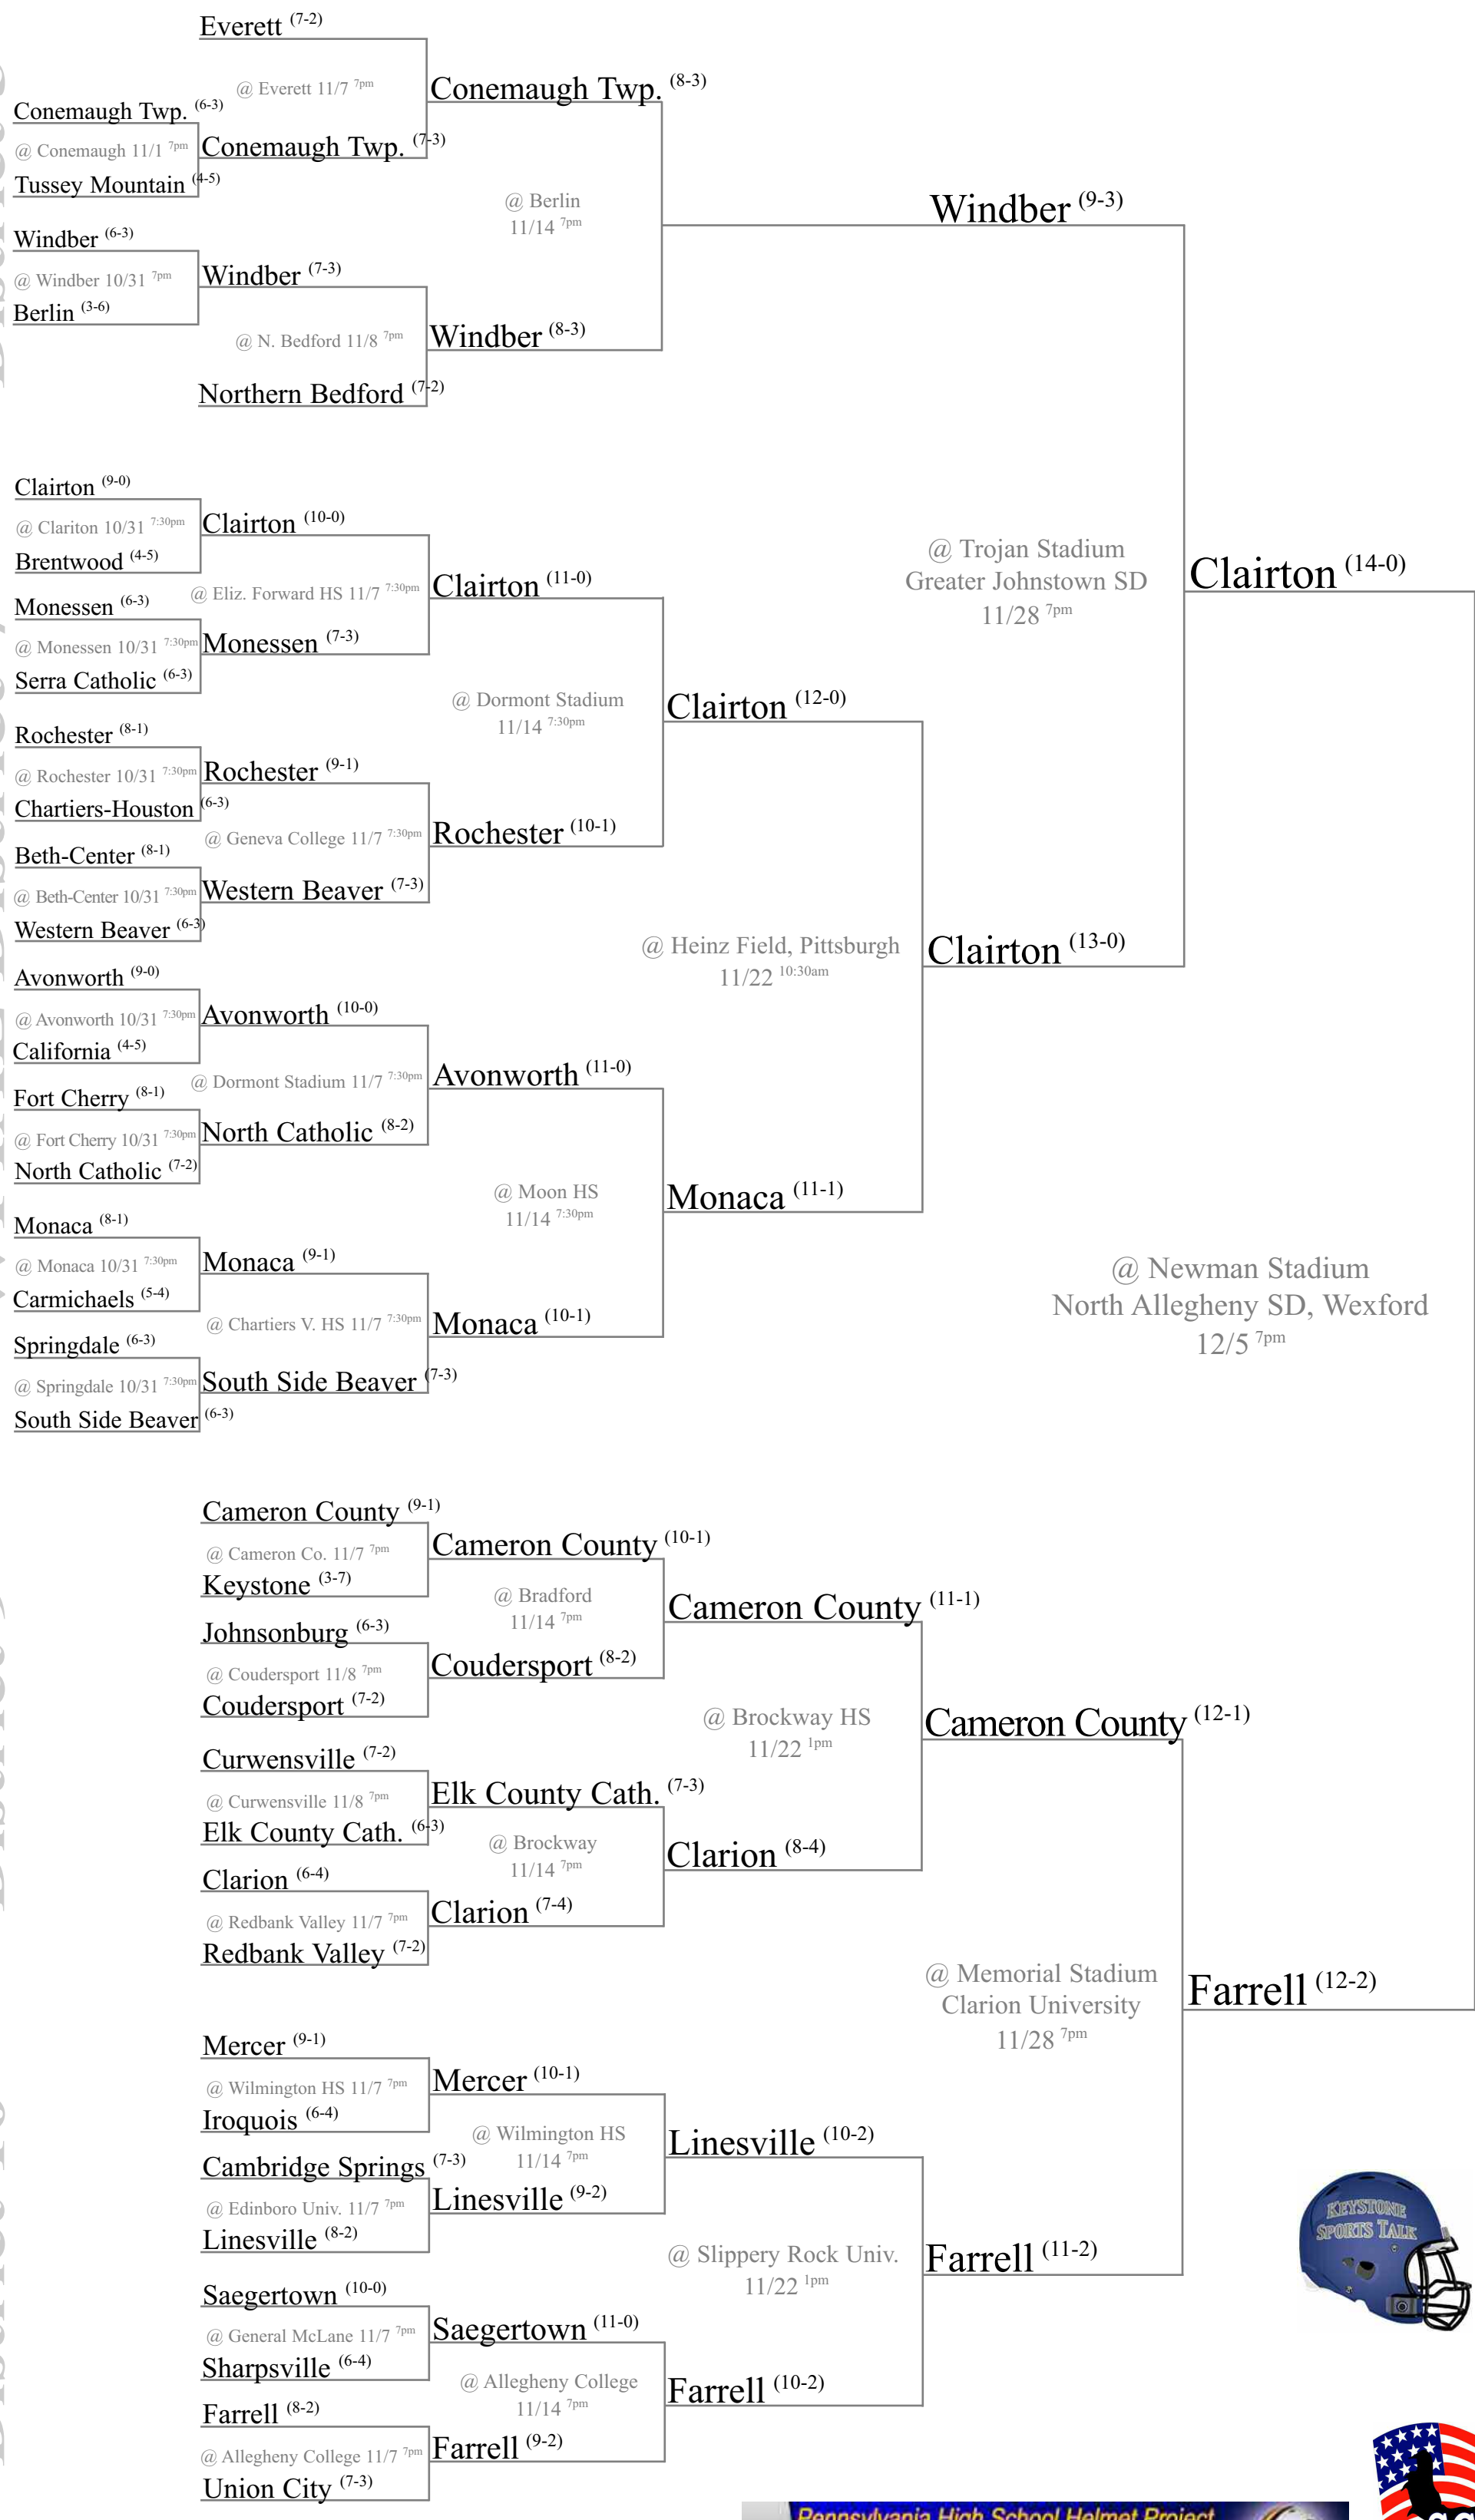 Everett (7-2)
@ Everett 11/7 7pm
Conemaugh Twp. (8-3)
Conemaugh Twp. (6-3)
@ Conemaugh 11/1 7pm
Conemaugh Twp. (7-3)
Tussey Mountain (4-5)
@ Berlin
11/14 7pm
Windber (9-3)
Windber (6-3)
@ Windber 10/31 7pm
Windber (7-3)
Berlin (3-6)
@ N. Bedford 11/8 7pm
Windber (8-3)
Northern Bedford (7-2)
Clairton (9-0)
@ Clariton 10/31 7:30pm
Clairton (10-0)
Brentwood (4-5)
@ Eliz. Forward HS 11/7 7:30pm
Clairton (11-0)
Monessen (6-3)
@ Monessen 10/31 7:30pm
Monessen (7-3)
Serra Catholic (6-3)
@ Trojan Stadium
Greater Johnstown SD
11/28 7pm
Clairton (14-0)
@ Dormont Stadium
11/14 7:30pm
Clairton (12-0)
Rochester (8-1)
@ Rochester 10/31 7:30pm
Rochester (9-1)
Chartiers-Houston (6-3)
@ Geneva College 11/7 7:30pm
Rochester (10-1)
Beth-Center (8-1)
@ Beth-Center 10/31 7:30pm
Western Beaver (7-3)
Western Beaver (6-3)
@ Heinz Field, Pittsburgh
11/22 10:30am
Clairton (13-0)
Avonworth (9-0)
@ Avonworth 10/31 7:30pm
Avonworth (10-0)
California (4-5)
@ Dormont Stadium 11/7 7:30pm
Avonworth (11-0)
Fort Cherry (8-1)
@ Fort Cherry 10/31 7:30pm
North Catholic (8-2)
North Catholic (7-2)
@ Moon HS
11/14 7:30pm
Monaca (11-1)
Monaca (8-1)
@ Monaca 10/31 7:30pm
Monaca (9-1)
Carmichaels (5-4)
@ Chartiers V. HS 11/7 7:30pm
Monaca (10-1)
Springdale (6-3)
@ Springdale 10/31 7:30pm
South Side Beaver (7-3)
South Side Beaver (6-3)
@ Newman Stadium
North Allegheny SD, Wexford
12/5 7pm
Cameron County (9-1)
@ Cameron Co. 11/7 7pm
Cameron County (10-1)
Keystone (3-7)
@ Bradford
11/14 7pm
Cameron County (11-1)
Johnsonburg (6-3)
@ Coudersport 11/8 7pm
Coudersport (8-2)
Coudersport (7-2)
@ Brockway HS
11/22 1pm
Cameron County (12-1)
Curwensville (7-2)
@ Curwensville 11/8 7pm
Elk County Cath. (7-3)
Elk County Cath. (6-3)
@ Brockway
11/14 7pm
Clarion (8-4)
Clarion (6-4)
@ Redbank Valley 11/7 7pm
Clarion (7-4)
Redbank Valley (7-2)
@ Memorial Stadium
Clarion University
11/28 7pm
Farrell (12-2)
Mercer (9-1)
@ Wilmington HS 11/7 7pm
Mercer (10-1)
Iroquois (6-4)
@ Wilmington HS
11/14 7pm
Linesville (10-2)
Cambridge Springs (7-3)
@ Edinboro Univ. 11/7 7pm
Linesville (9-2)
Linesville (8-2)
@ Slippery Rock Univ.
11/22 1pm
Farrell (11-2)
Saegertown (10-0)
@ General McLane 11/7 7pm
Saegertown (11-0)
Sharpsville (6-4)
@ Allegheny College
11/14 7pm
Farrell (10-2)
Farrell (8-2)
@ Allegheny College 11/7 7pm
Farrell (9-2)
Union City (7-3)
KEYSTONE
SPORTS TALK
Pennsylvania High School Helmet Project